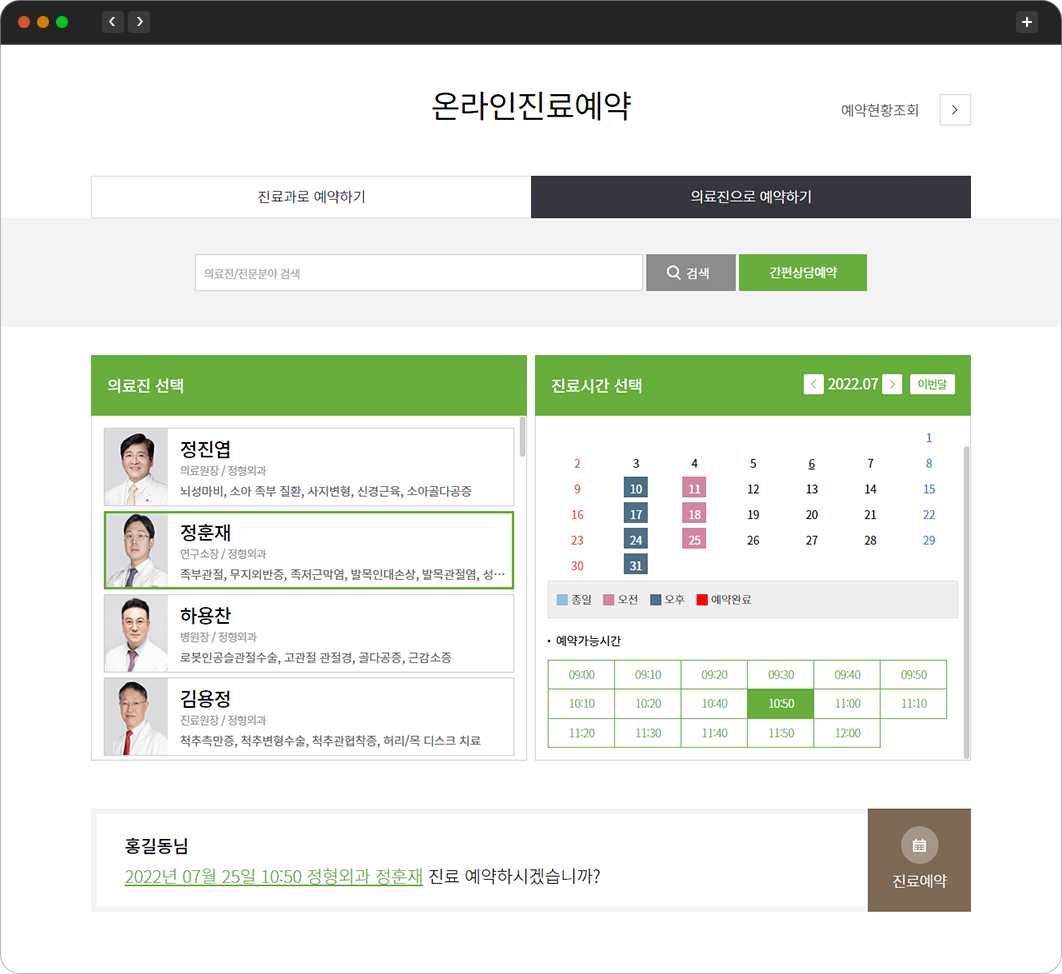 온라인진료예약
예약현황조회
진료과로 예약하기
의료진으로 예약하기
의료진/전문분야 검색
검색
간편상담예약
의료진 선택
정진엽
의료원장 / 정형외과
뇌성마비, 소아 족부 질환, 사지변형, 신경근육, 소아골다공증
정훈재
연구소장 / 정형외과
족부관절, 무지외반증, 족저근막염, 발목인대손상, 발목관절염, 성…
하용찬
병원장 / 정형외과
로봇인공슬관절수술, 고관절 관절경, 골다공증, 근감소증
김용정
진료원장 / 정형외과
척추측만증, 척추변형수술, 척추관협착증, 허리/목 디스크 치료
진료시간 선택
2022.07
이번달
1
2 3 4 5 6 7 8
9 10 11 12 13 14 15
16 17 18 19 20 21 22
23 24 25 26 27 28 29
30 31
종일 오전 오후 예약완료
· 예약가능시간
09:00 09:10 09:20 09:30 09:40 09:50
10:10 10:20 10:40 10:50 11:00 11:10
11:20 11:30 11:40 11:50 12:00
홍길동님
2022년 07월 25일 10:50 정형외과 정훈재 진료 예약하시겠습니까?
진료예약